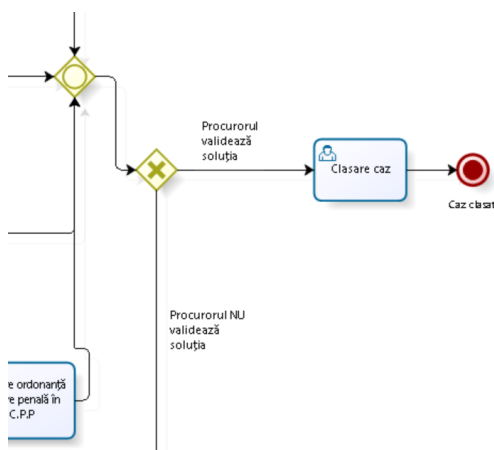 Procurorul
validează
soluția
Clasare caz
Caz clasat
Procurorul NU
validează
soluția
e ordonanță
e penală în
C.P.P